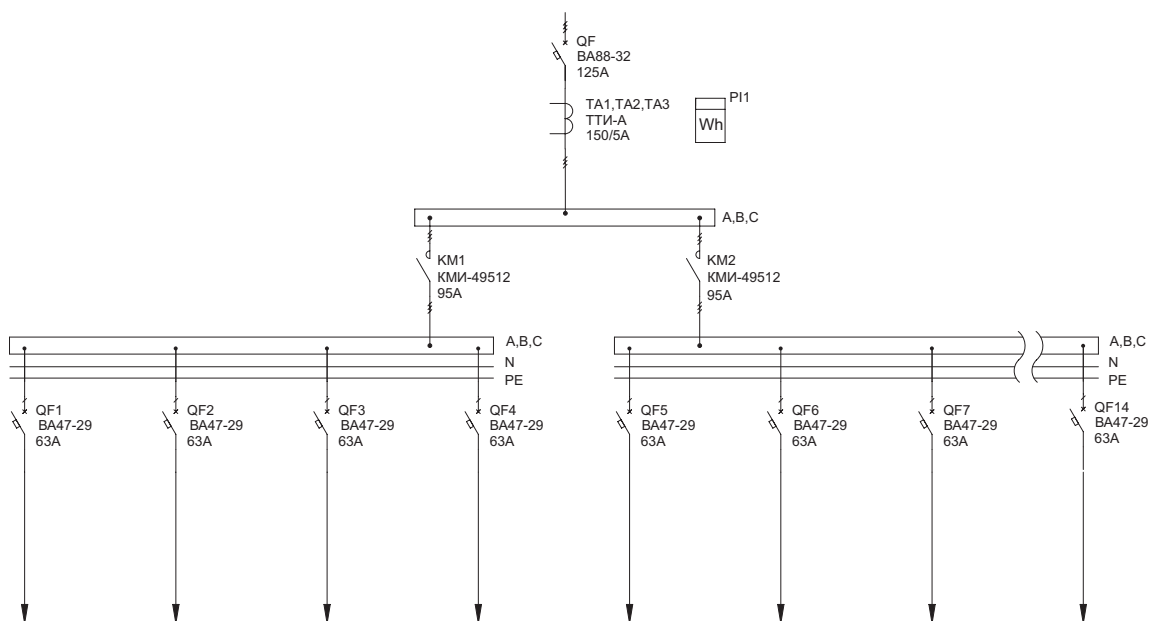 QF
ВА88-32
125А
ТА1,ТА2,ТА3
ТТИ-А
150/5А
PI1
Wh
A,B,C
КМ1
КМИ-49512
95А
КМ2
КМИ-49512
95А
A,B,C
N
PE
A,B,C
N
PE
QF1
ВА47-29
63А
QF2
ВА47-29
63А
QF3
ВА47-29
63А
QF4
ВА47-29
63А
QF5
ВА47-29
63А
QF6
ВА47-29
63А
QF7
ВА47-29
63А
QF14
ВА47-29
63А